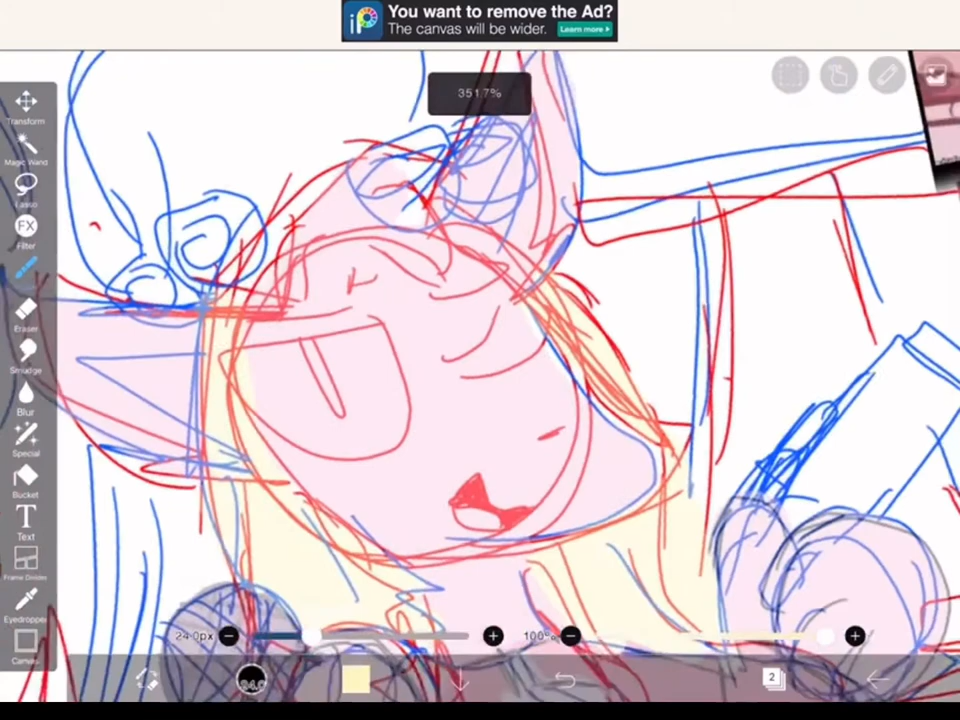 You want to remove the Ad?
The canvas will be wider.
Learn more >
iP
351.7%
Transform
Magic Wand
Lasso
FX
Filter
Eraser
Smudge
Blur
Special
Bucket
T
Text
Frame Divider
Eyedropper
Canvas
24.0px
100%
2